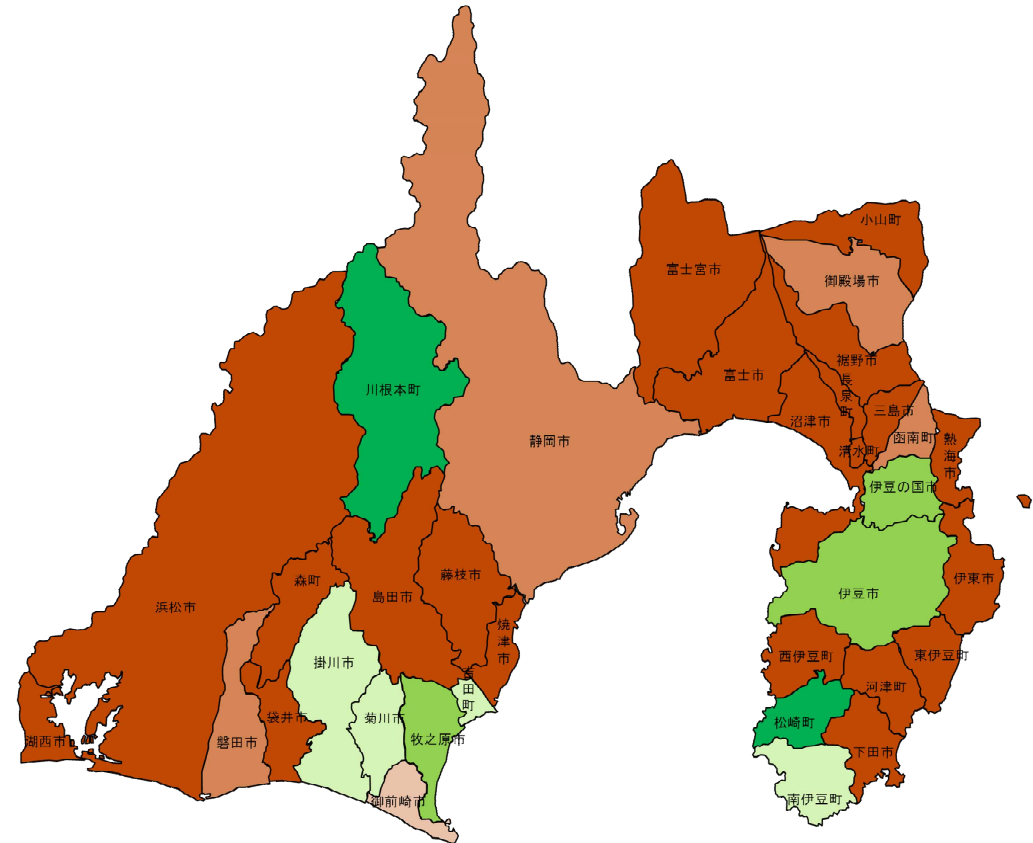 小山町
富士宮市
御殿場市
裾野市
富士市
長泉町
川根本町
三島市
沼津市
函南町
静岡市
熱海市
清水町
伊豆の国市
藤枝市
伊東市
森町
島田市
伊豆市
浜松市
焼津市
掛川市
西伊豆町
東伊豆町
吉田町
河津町
袋井市
菊川市
松崎町
湖西市
磐田市
牧之原市
下田市
御前崎市
南伊豆町